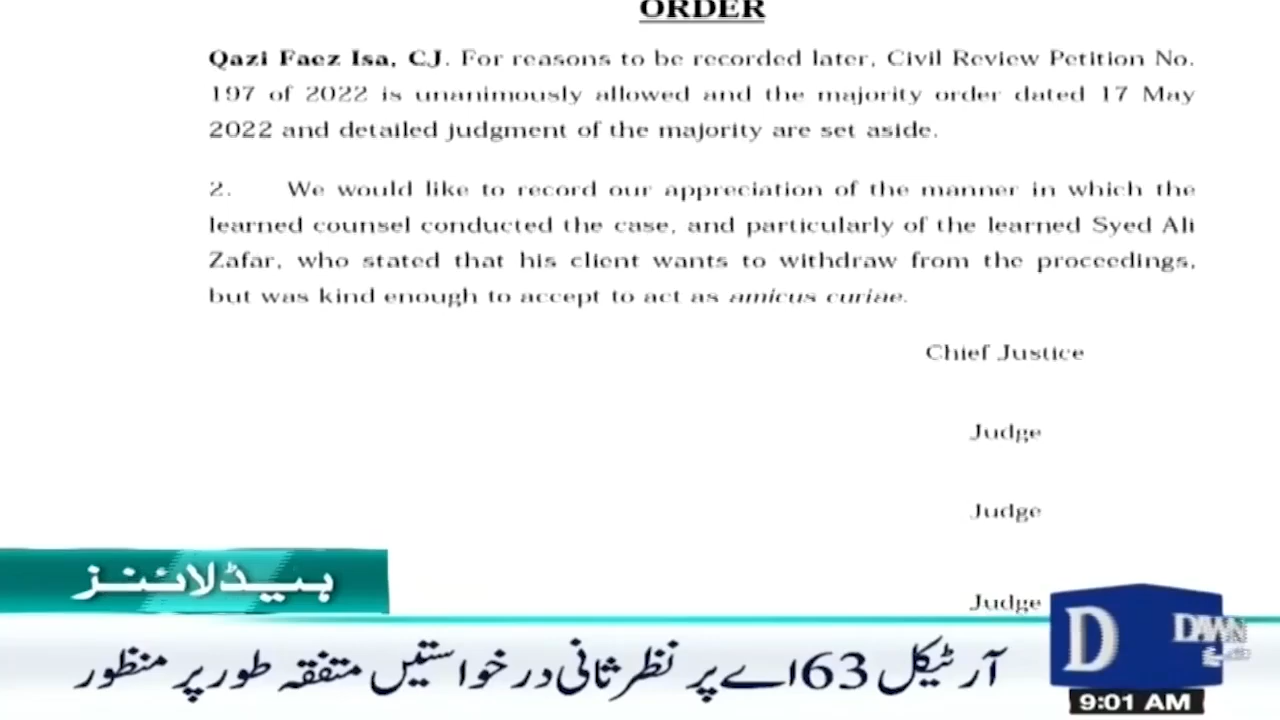 ORDER
Qazi Faez Isa, CJ. For reasons to be recorded later, Civil Review Petition No.
197 of 2022 is unanimously allowed and the majority order dated 17 May
2022 and detailed judgment of the majority are set aside.
2. We would like to record our appreciation of the manner in which the
learned counsel conducted the case, and particularly of the learned Syed Ali
Zafar, who stated that his client wants to withdraw from the proceedings,
but was kind enough to accept to act as amicus curiae.
Chief Justice
Judge
Judge
Judge
ہیڈلائنز
آرٹیکل 63اے پر نظرثانی درخواستیں متفقہ طور پر منظور
D
DAWN
9:01 AM